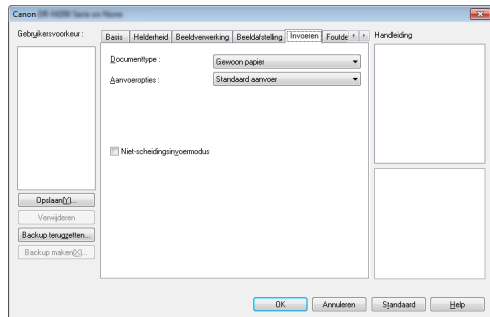 Canon
Gebruikersvoorkeur :
Opslaan(Y)...
Verwijderen
Backup terugzetten...
Backup maken(X)...
Basis
Helderheid
Beeldverwerking
Beeldafstelling
Invoeren
Foutde
Documenttype :
Gewoon papier
Aanvoeropties :
Standaard aanvoer
Niet-scheidingsinvoermodus
Handleiding
OK
Annuleren
Standaard
Help